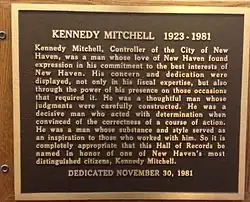 KENNEDY MITCHELL 1923-1981
Kennedy Mitchell, Controller of the City of New
Haven, was a man whose love of New Haven found
expression in his commitment to the best interests of
New Haven. His concern and dedication were
displayed, not only in his fiscal expertise, but also
through the power of his presence on those occasions
that required it. He was a thoughtful man whose
judgments were carefully constructed. He was a
decisive man who acted with determination when
convinced of the correctness of a course of action.
He was a man whose substance and style served as
an inspiration to those who worked with him. So it is
completely appropriate that this Hall of Records be
named in honor of one of New Haven's most
distinguished citizens, Kennedy Mitchell.
DEDICATED NOVEMBER 30, 1981